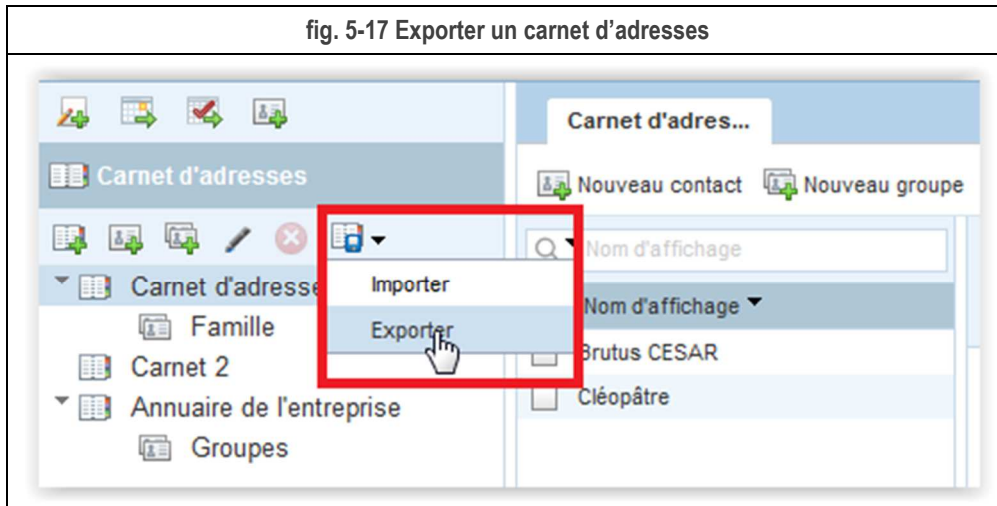 fig. 5-17 Exporter un carnet d’adresses
Carnet d'adres...
Carnet d'adresses
Nouveau contact Nouveau groupe
Nom d'affichage
Importer
Exporter
Carnet d'adresse
Famille
Carnet 2
Annuaire de l'entreprise
Groupes
Nom d'affichage
Brutus CESAR
Cléopâtre